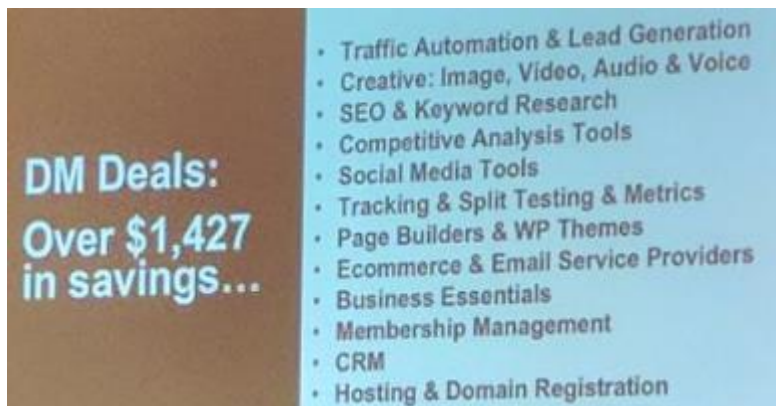 DM Deals:
Over $1,427
in savings...
• Traffic Automation & Lead Generation
• Creative: Image, Video, Audio & Voice
• SEO & Keyword Research
• Competitive Analysis Tools
• Social Media Tools
• Tracking & Split Testing & Metrics
• Page Builders & WP Themes
• Ecommerce & Email Service Providers
• Business Essentials
• Membership Management
• CRM
• Hosting & Domain Registration